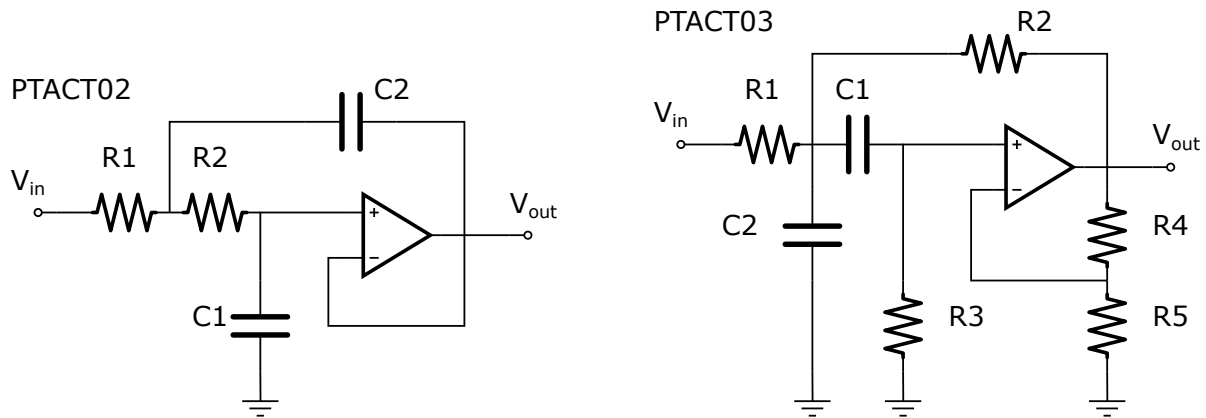 PTACT02
C2
R1
R2
Vin
+
−
Vout
C1
PTACT03
R2
R1
C1
Vin
+
−
Vout
C2
R4
R3
R5